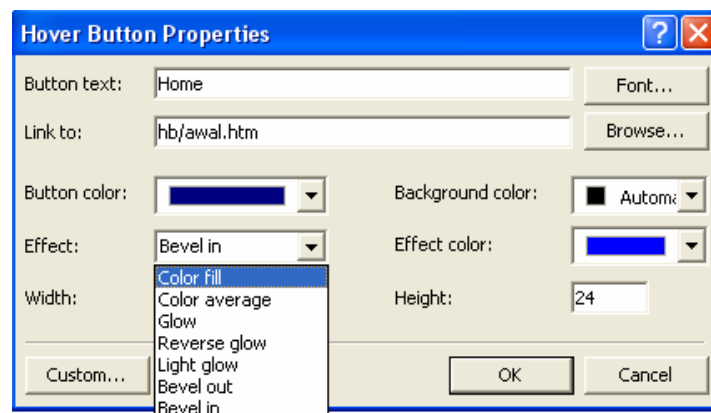 Hover Button Properties
Button text: Home Font...
Link to: hb/awal.htm Browse...
Button color: Background color: Automa
Effect: Bevel in Effect color:
Color fill
Width: Color average Height: 24
Glow
Reverse glow
Light glow
Custom... Bevel out OK Cancel
Bevel in